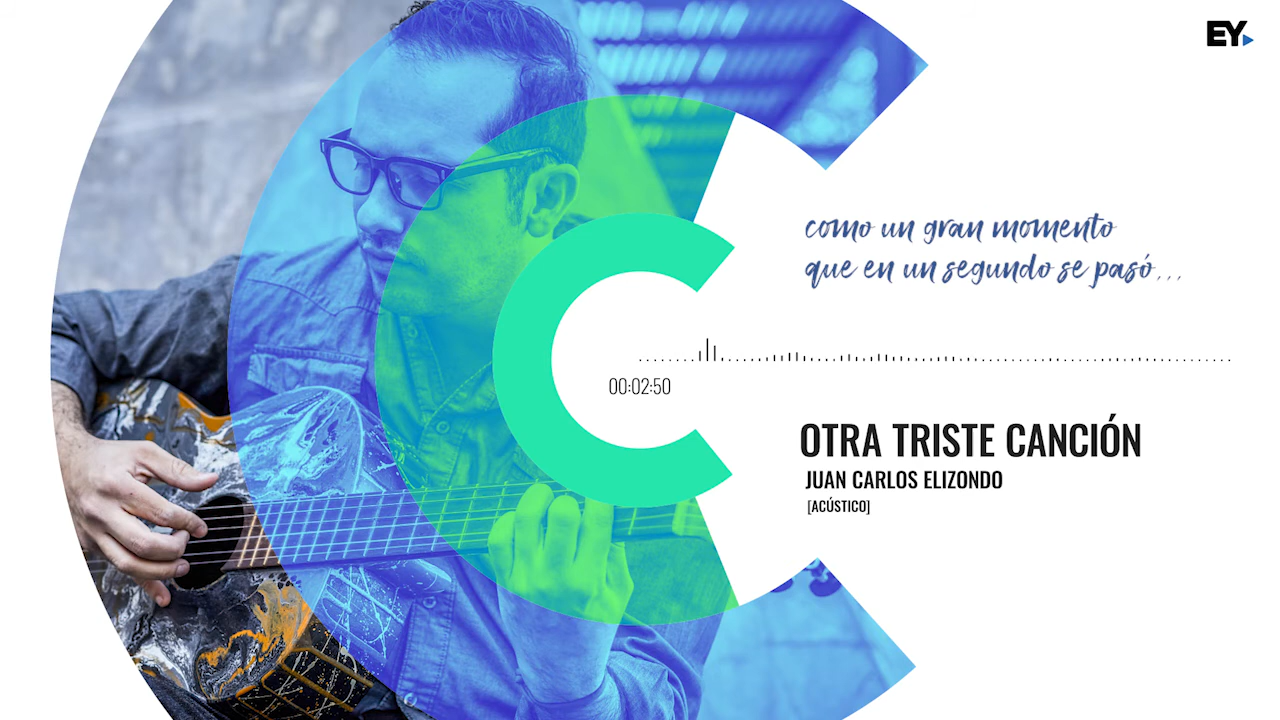 EY
como un gran momento
que en un segundo se pasó...
00:02:50
OTRA TRISTE CANCIÓN
JUAN CARLOS ELIZONDO
[ACÚSTICO]